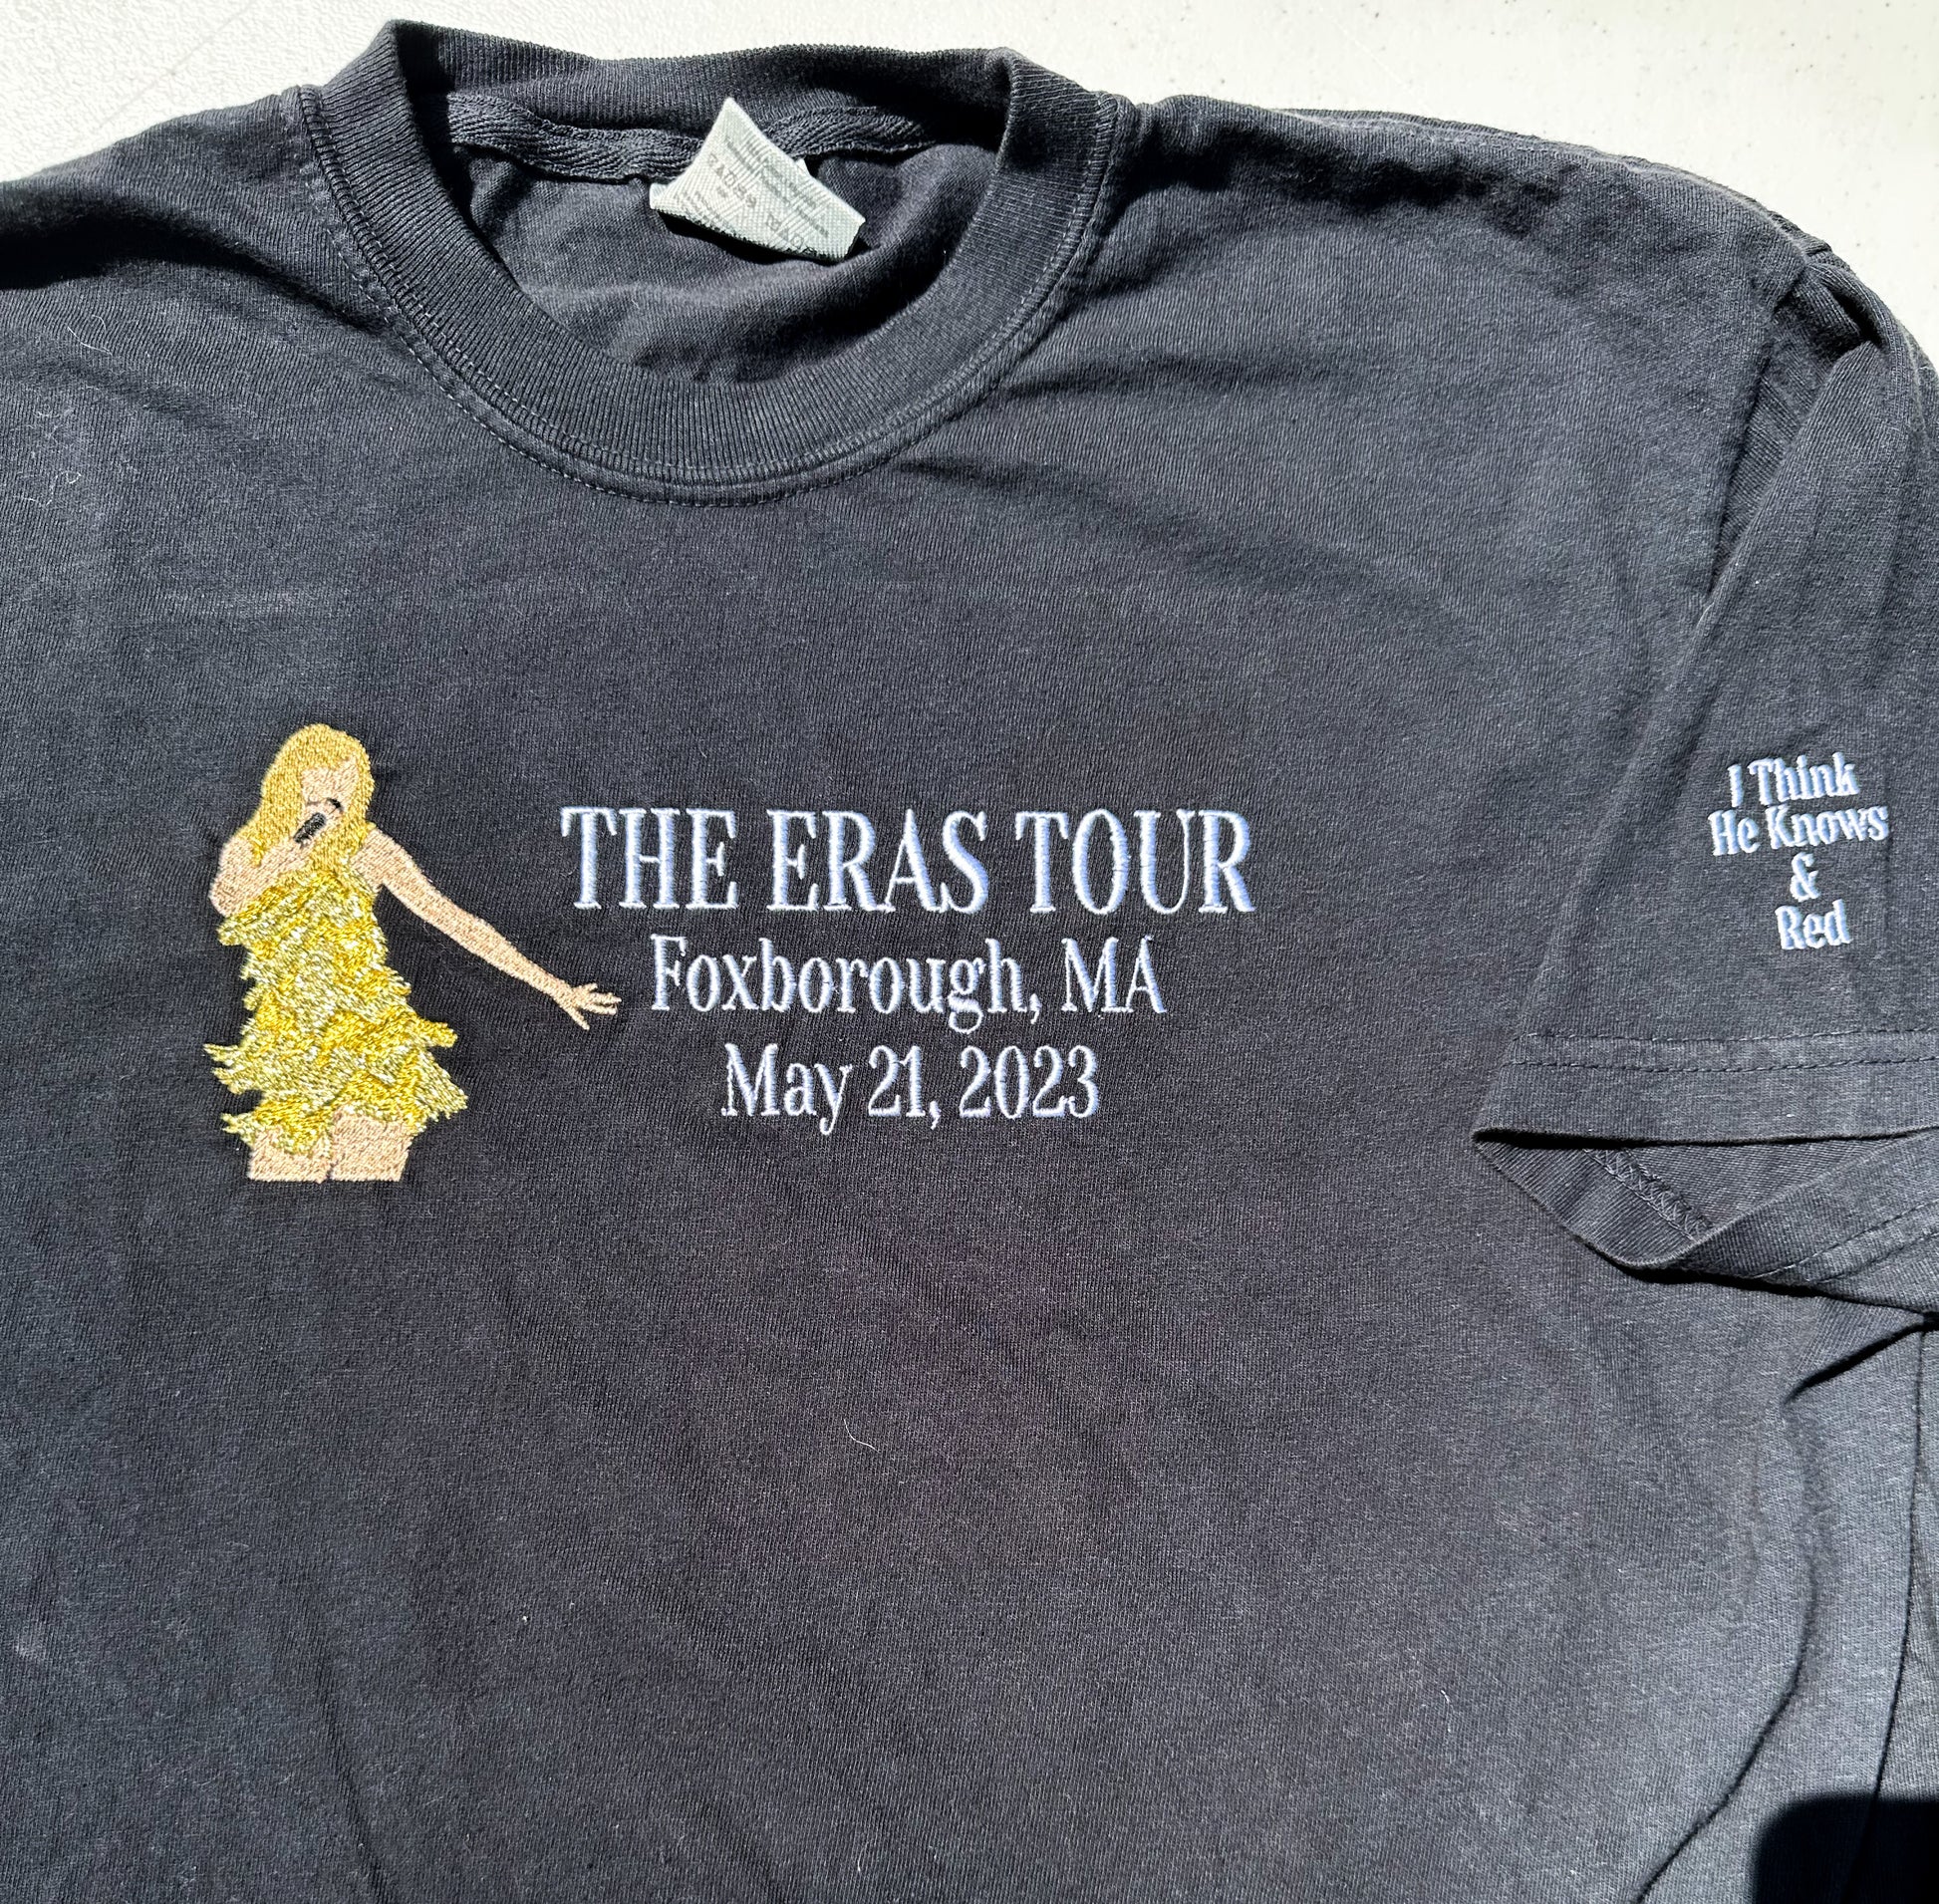 THE ERAS TOUR
Foxborough, MA
May 21, 2023
I Think
He Knows
&
Red